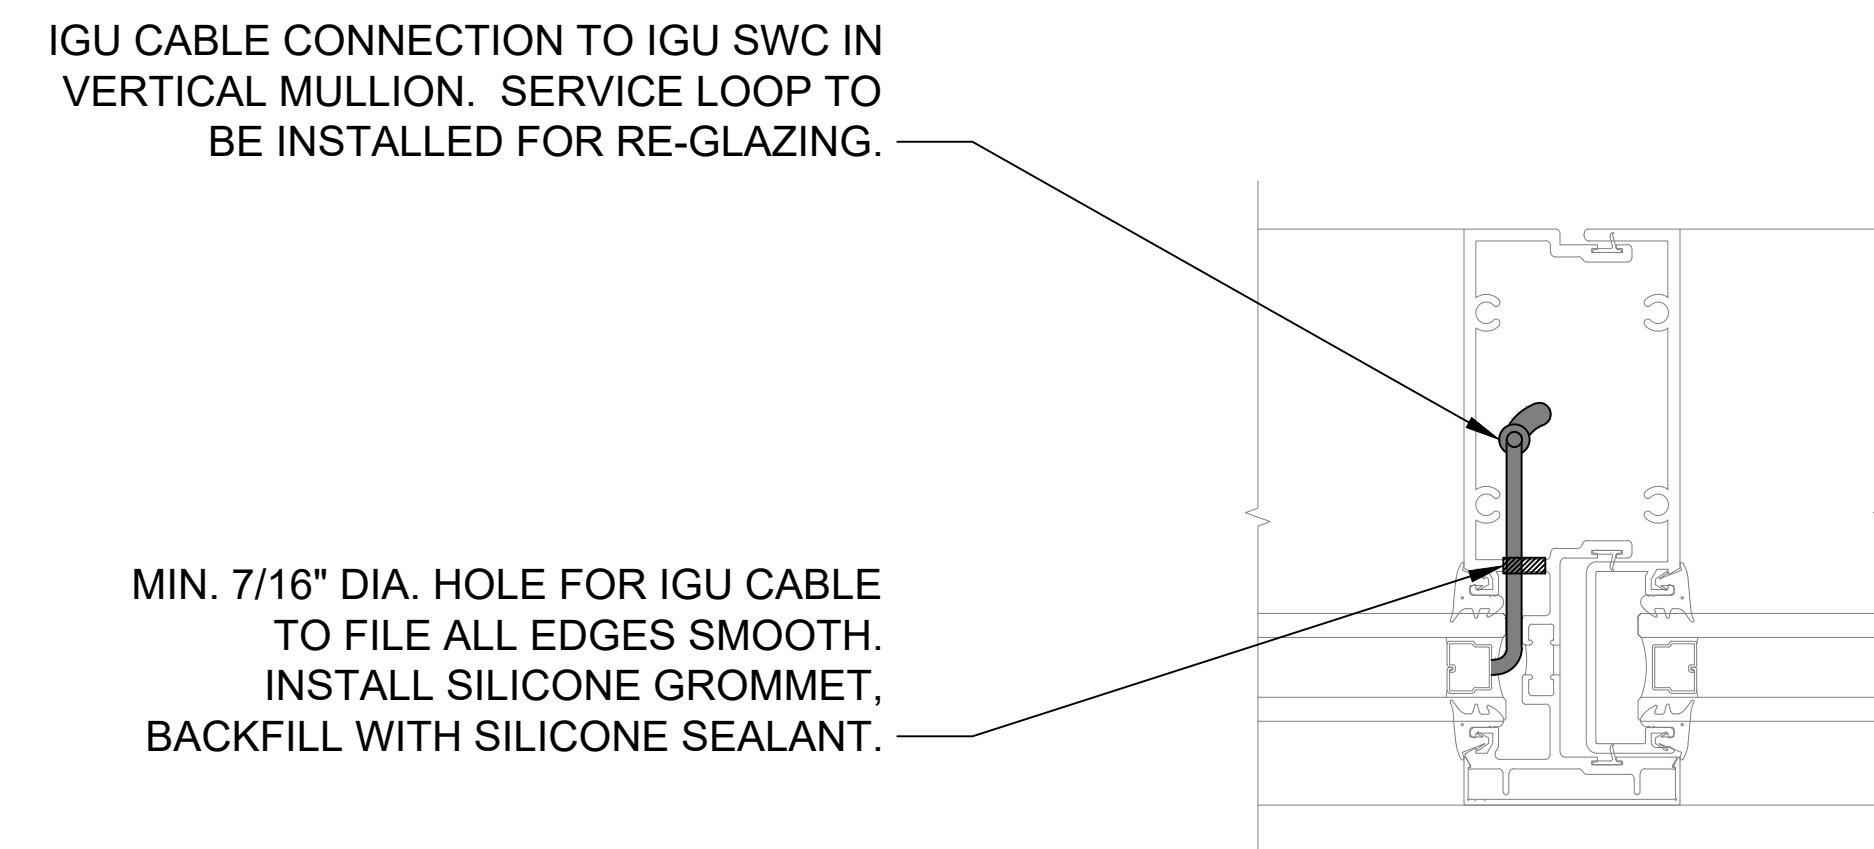 IGU CABLE CONNECTION TO IGU SWC IN
VERTICAL MULLION. SERVICE LOOP TO
BE INSTALLED FOR RE-GLAZING.
MIN. 7/16" DIA. HOLE FOR IGU CABLE
TO FILE ALL EDGES SMOOTH.
INSTALL SILICONE GROMMET,
BACKFILL WITH SILICONE SEALANT.